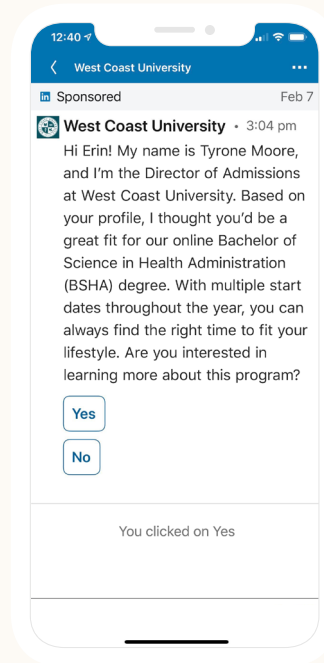 12:40
West Coast University
in Sponsored
Feb 7
West Coast University • 3:04 pm
Hi Erin! My name is Tyrone Moore,
and I'm the Director of Admissions
at West Coast University. Based on
your profile, I thought you'd be a
great fit for our online Bachelor of
Science in Health Administration
(BSHA) degree. With multiple start
dates throughout the year, you can
always find the right time to fit your
lifestyle. Are you interested in
learning more about this program?
Yes
No
You clicked on Yes